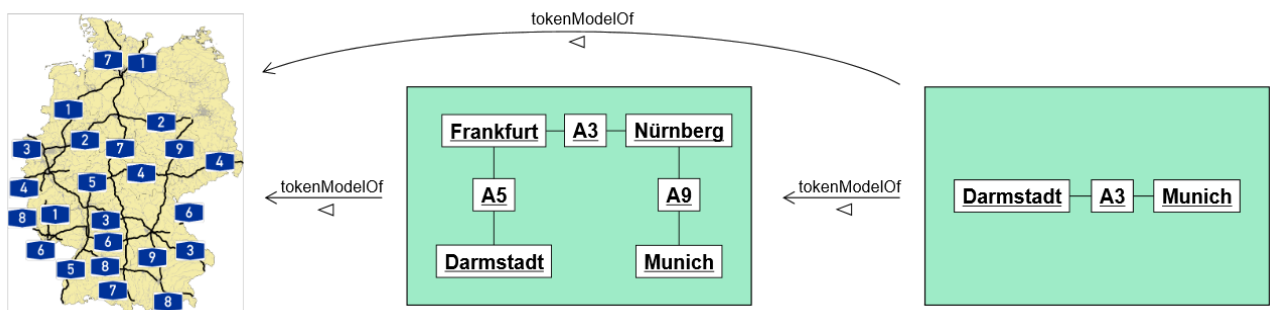 tokenModelOf
7 1
1
2
3 2 7 9
4
5 4
4
8 1 3 6
6 6 9 3
5 8
7 8
Frankfurt A3 Nürnberg
A5 A9
Darmstadt Munich
tokenModelOf
tokenModelOf
Darmstadt A3 Munich